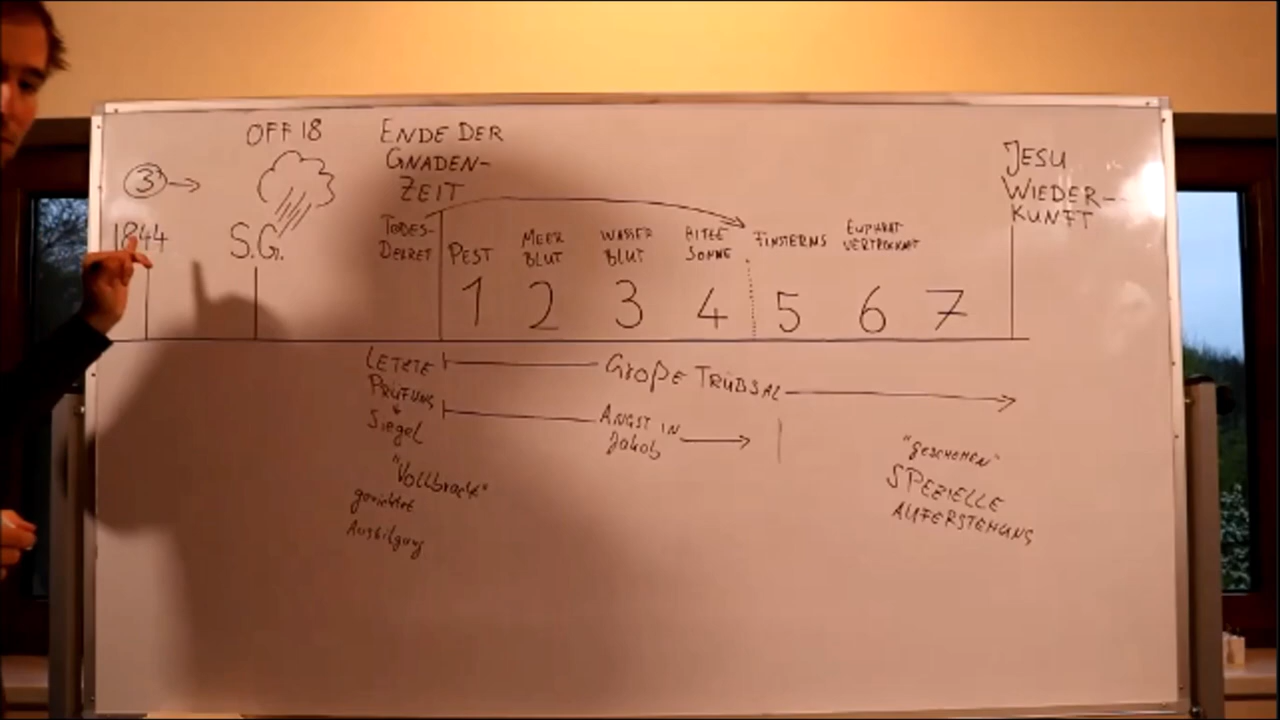 OFF 18
③
1844
S.G.
ENDE DER
GNADEN-
ZEIT
TODES-
DEKRET
PEST
MEER
BLUT
WASSER
BLUT
HITZE
SONNE
FINSTERNIS
EUPHRAT
VERTROCKNET
JESU
WIEDER-
KUNFT
1 2 3 4 5 6 7
LETZTE
PRÜFUNG
Siegel
GROßE TRÜBSAL
ANGST IN
Jakob
"Vollbracht"
gerichtet
Austilgung
"geschehen"
SPEZIELLE
AUFERSTEHUNG